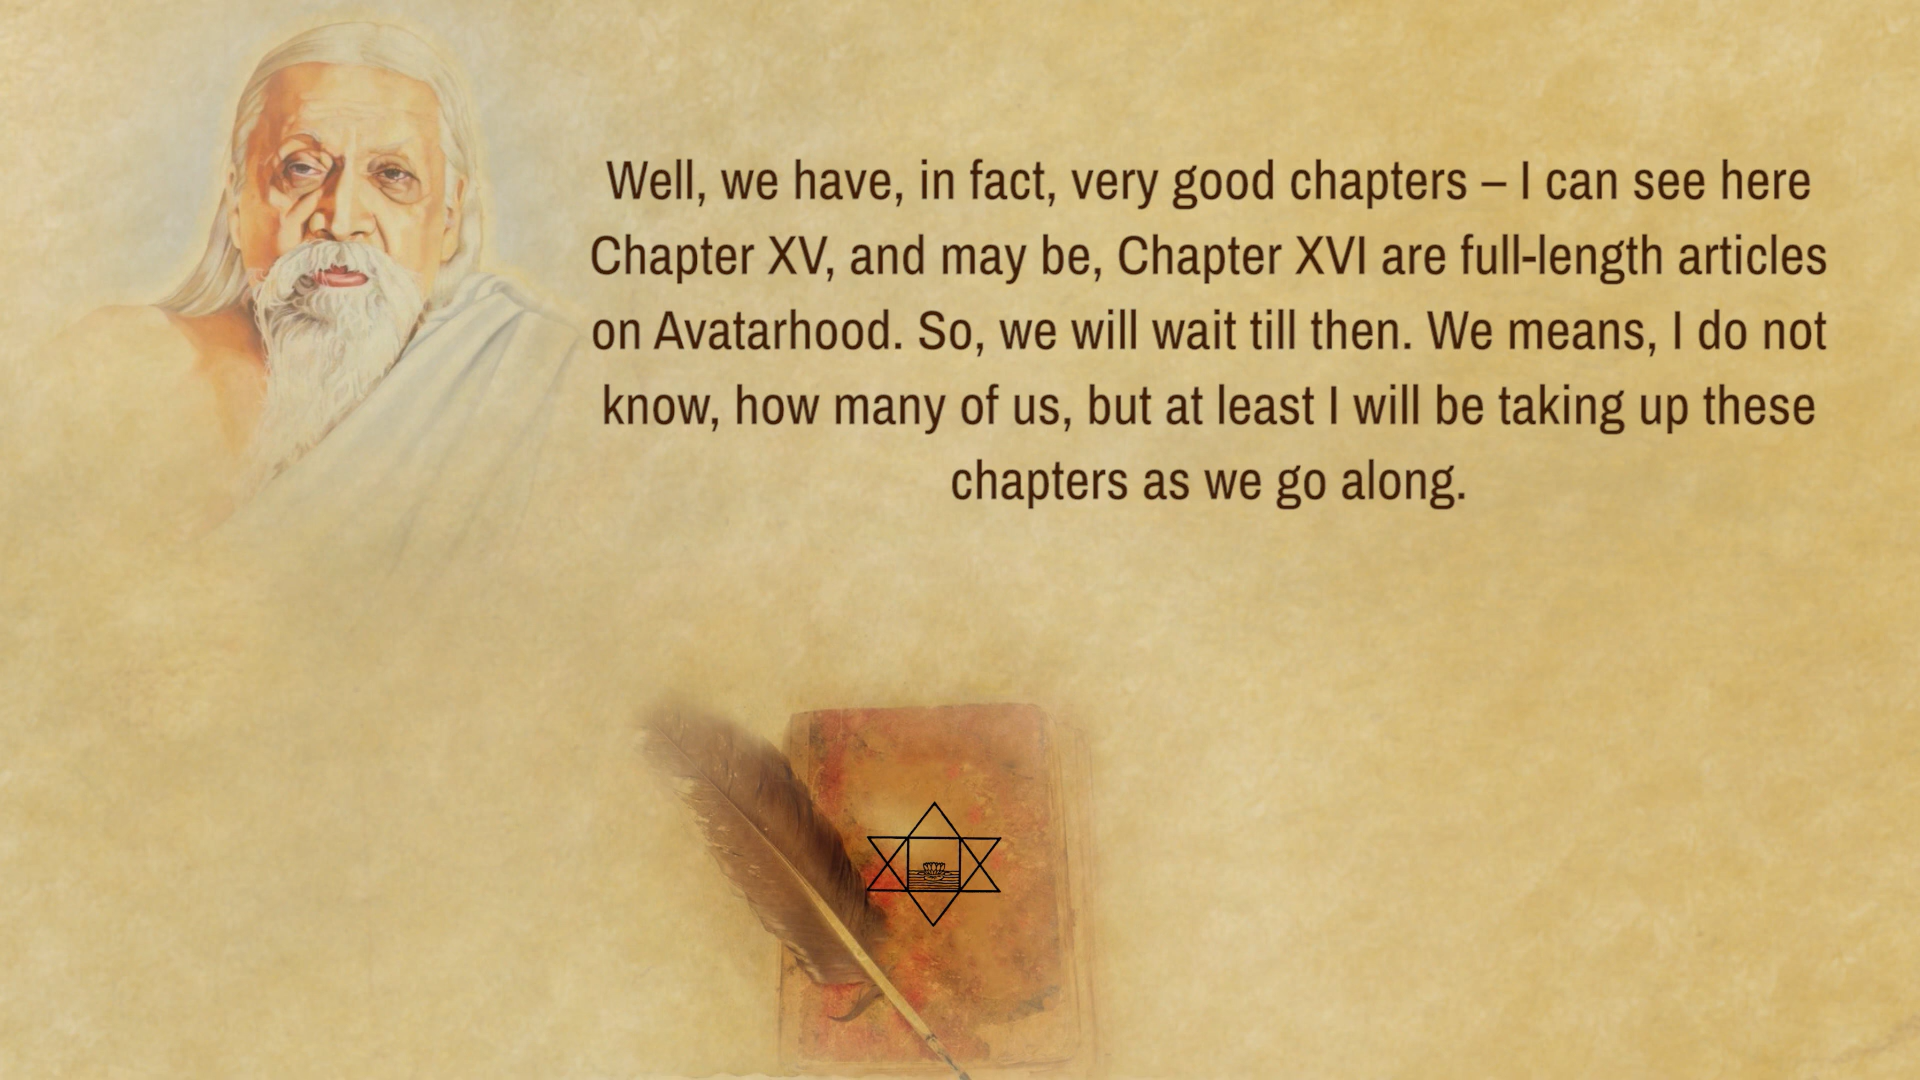 Well, we have, in fact, very good chapters – I can see here
Chapter XV, and may be, Chapter XVI are full-length articles
on Avatarhood. So, we will wait till then. We means, I do not
know, how many of us, but at least I will be taking up these
chapters as we go along.